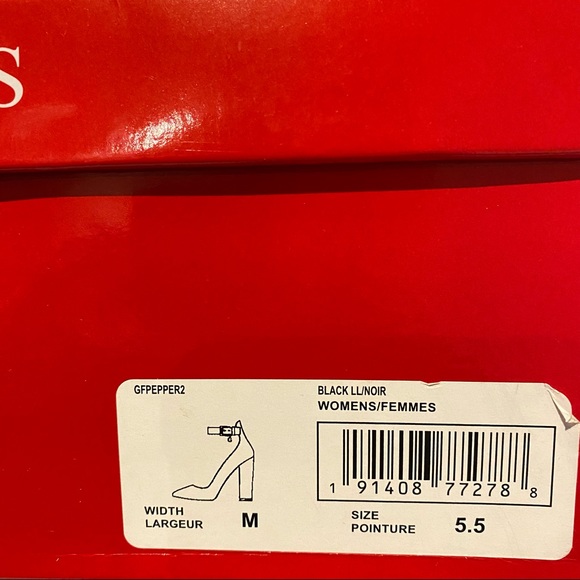 S
GFPEPPER2
BLACK LL/NOIR
WOMENS/FEMMES
1 91408 77278 8
WIDTH
LARGEUR M
SIZE
POINTURE 5.5